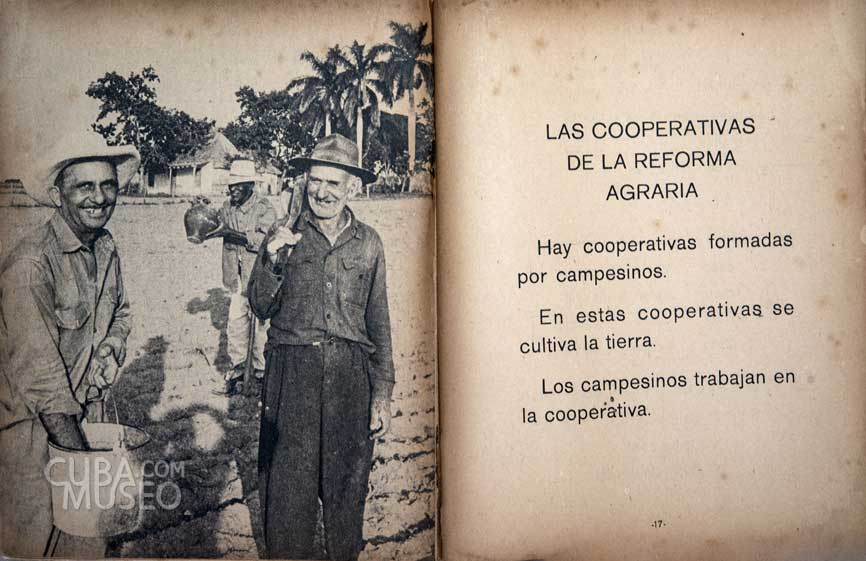 CUBA.COM
MUSEO
LAS COOPERATIVAS
DE LA REFORMA
AGRARIA
Hay cooperativas formadas
por campesinos.
En estas cooperativas se
cultiva la tierra.
Los campesinos trabajan en
la cooperativa.
-17-